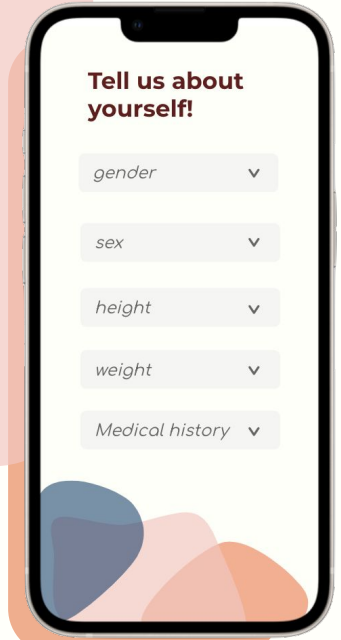 Tell us about
yourself!
gender
sex
height
weight
Medical history